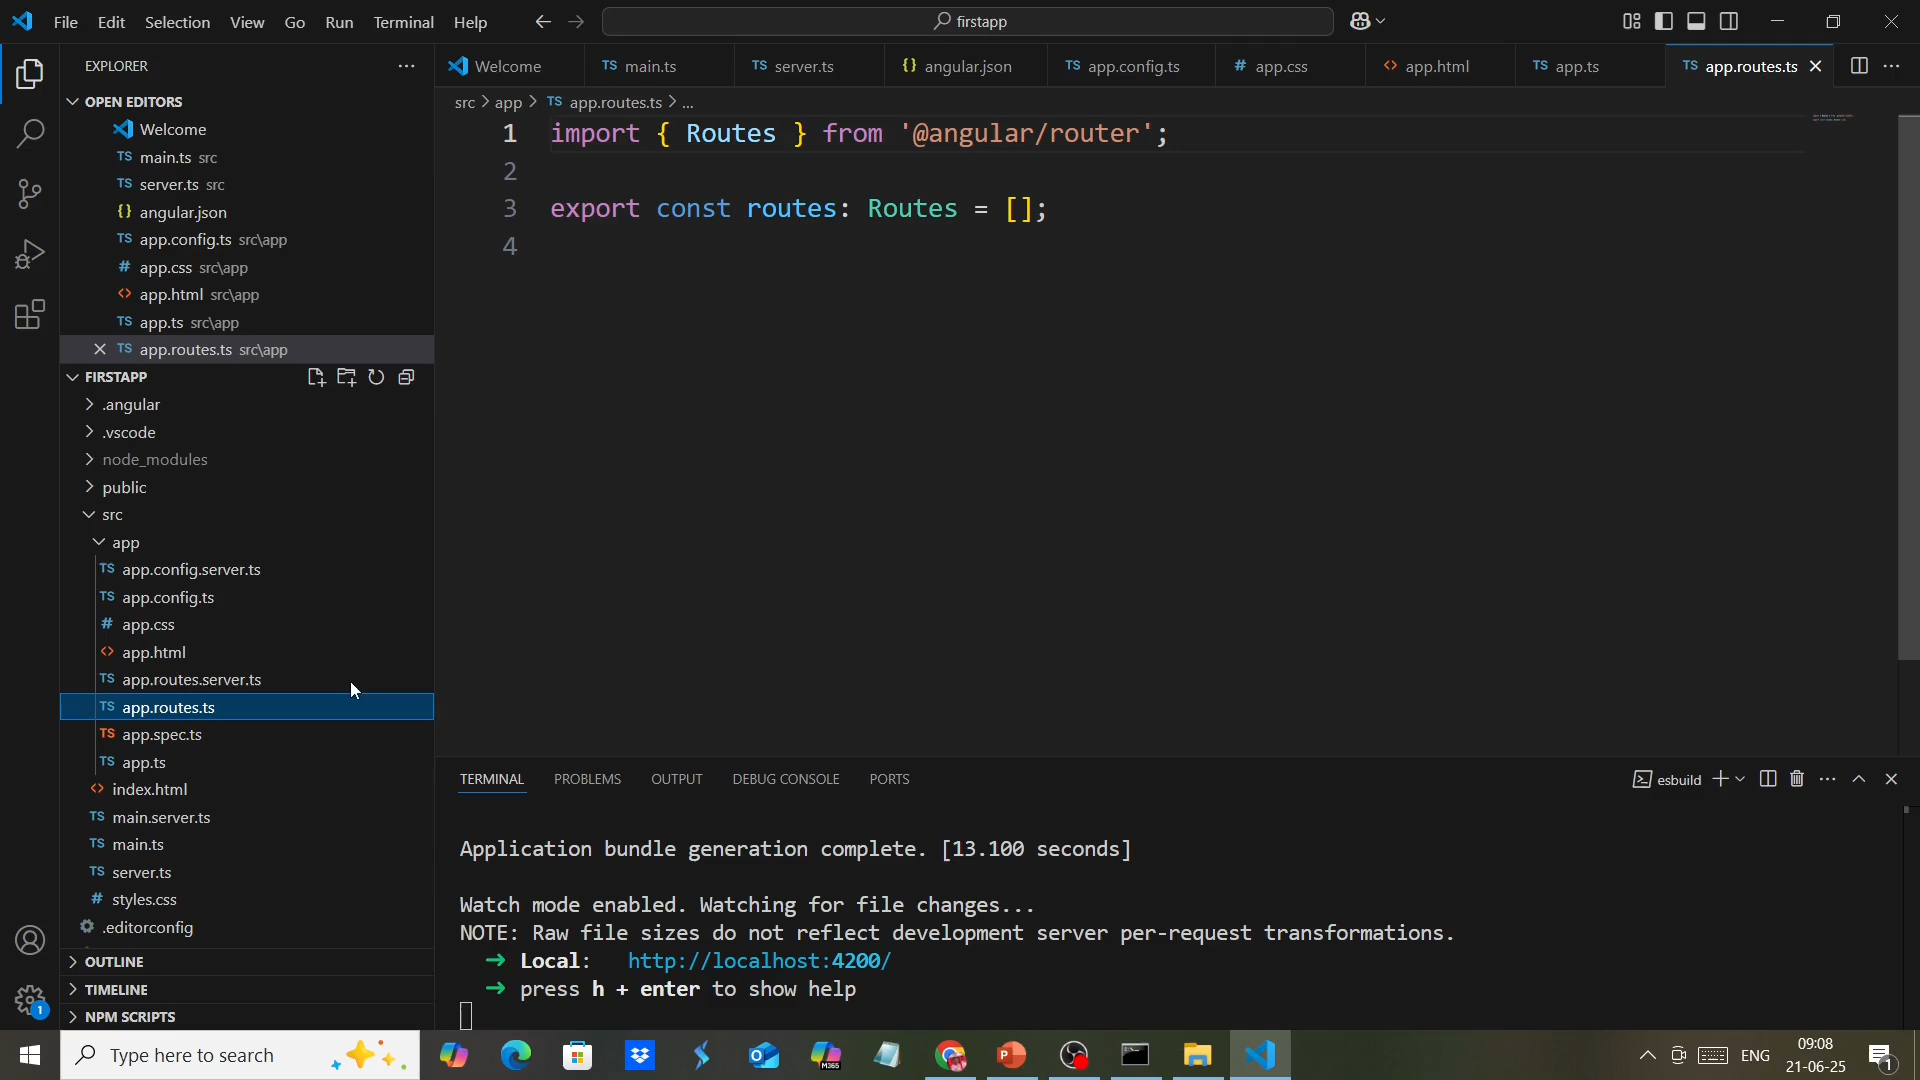 File Edit Selection View Go Run Terminal Help
firstapp
EXPLORER
Welcome
main.ts
server.ts
angular.json
app.config.ts
app.css
app.html
app.ts
app.routes.ts
OPEN EDITORS
Welcome
main.ts src
server.ts src
angular.json
app.config.ts src\app
app.css src\app
app.html src\app
app.ts src\app
app.routes.ts src\app
FIRSTAPP
.angular
.vscode
node_modules
public
src
app
app.config.server.ts
app.config.ts
app.css
app.html
app.routes.server.ts
app.routes.ts
app.spec.ts
app.ts
index.html
main.server.ts
main.ts
server.ts
styles.css
.editorconfig
OUTLINE
TIMELINE
NPM SCRIPTS
src > app > TS app.routes.ts > ...
1 import { Routes } from '@angular/router';
2
3 export const routes: Routes = [];
4
TERMINAL PROBLEMS OUTPUT DEBUG CONSOLE PORTS
esbuild
Application bundle generation complete. [13.100 seconds]
Watch mode enabled. Watching for file changes...
NOTE: Raw file sizes do not reflect development server per-request transformations.
➜ Local: http://localhost:4200/
➜ press h + enter to show help
Type here to search
ENG
09:08
21-06-25
1